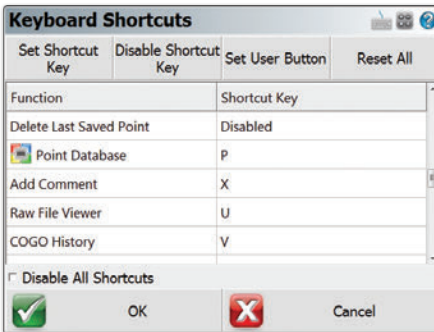 Keyboard Shortcuts
Set Shortcut Key
Disable Shortcut Key
Set User Button
Reset All
Function Shortcut Key
Delete Last Saved Point Disabled
Point Database P
Add Comment X
Raw File Viewer U
COGO History V
Disable All Shortcuts
OK Cancel